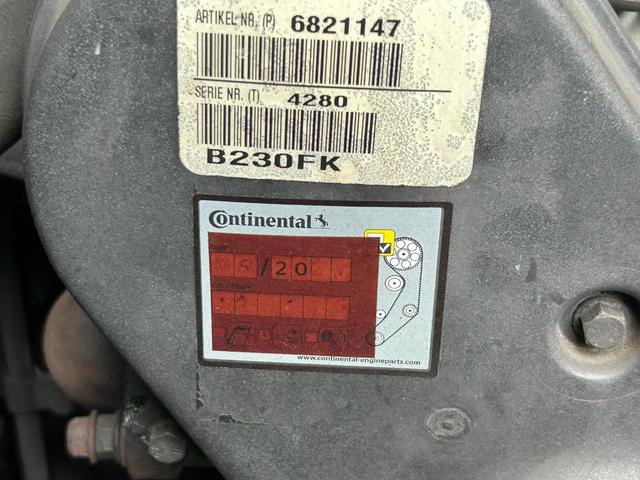 ARTIKEL NR. (P) 6821147
SERIE NR. (T) 4280
B230FK
Continental
/20
www.continental-engineparts.com